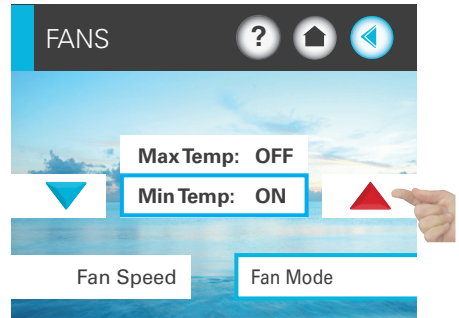 FANS ?
Max Temp: OFF
Min Temp: ON
Fan Speed Fan Mode